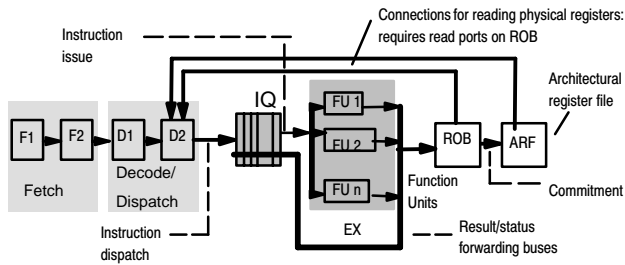 Connections for reading physical registers:
requires read ports on ROB
Instruction
issue
Architectural
register file
IQ
FU 1
FU 2
FU n
F1
F2
D1
D2
ROB
ARF
Fetch
Decode/
Dispatch
Function
Units
Commitment
EX
Instruction
dispatch
Result/status
forwarding buses